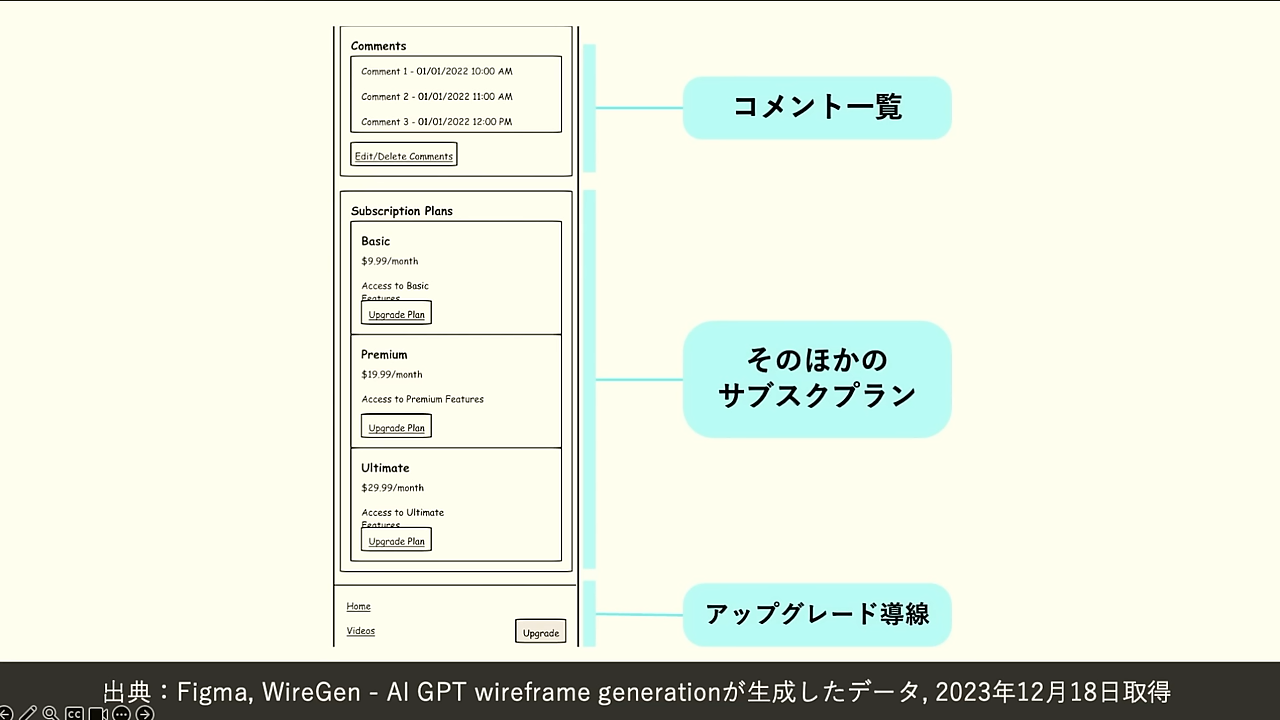 Comments
Comment 1 - 01/01/2022 10:00 AM
Comment 2 - 01/01/2022 11:00 AM
Comment 3 - 01/01/2022 12:00 PM
Edit/Delete Comments
コメント一覧
Subscription Plans
Basic
$9.99/month
Access to Basic
Features
Upgrade Plan
Premium
$19.99/month
Access to Premium Features
Upgrade Plan
Ultimate
$29.99/month
Access to Ultimate
Features
Upgrade Plan
そのほかの
サブスクプラン
Home
Videos
Upgrade
アップグレード導線
出典：Figma, WireGen - AI GPT wireframe generationが生成したデータ, 2023年12月18日取得
CC